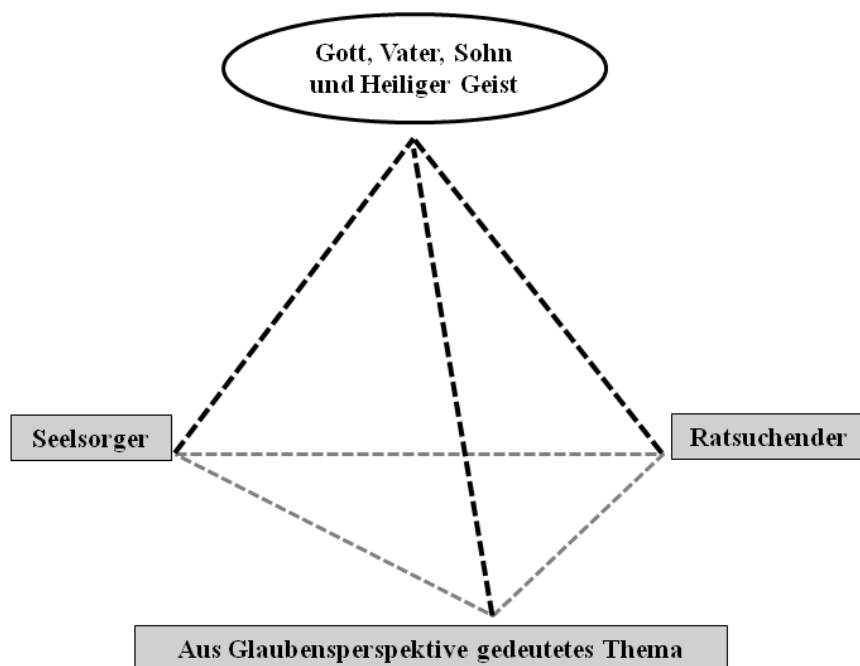 Gott, Vater, Sohn
und Heiliger Geist
Seelsorger
Ratsuchender
Aus Glaubensperspektive gedeutetes Thema